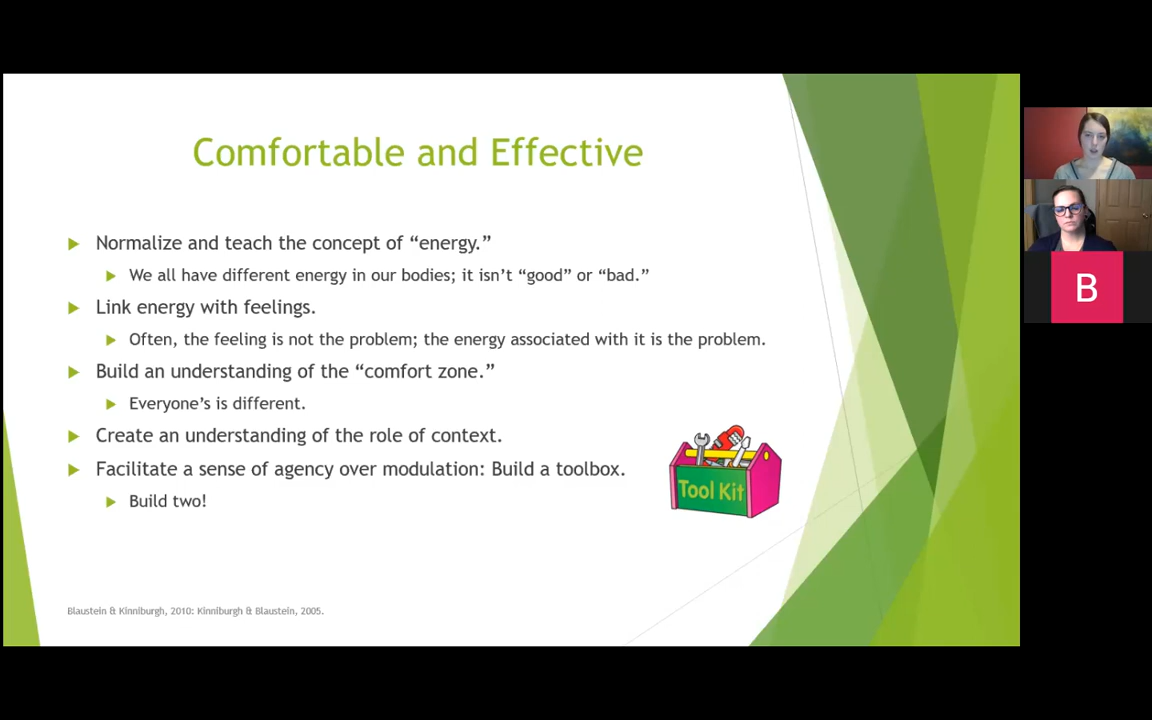 Comfortable and Effective
Normalize and teach the concept of “energy.”
We all have different energy in our bodies; it isn’t “good” or “bad.”
Link energy with feelings.
Often, the feeling is not the problem; the energy associated with it is the problem.
Build an understanding of the “comfort zone.”
Everyone’s is different.
Create an understanding of the role of context.
Facilitate a sense of agency over modulation: Build a toolbox.
Build two!
Tool Kit
Blaustein & Kinniburgh, 2010: Kinniburgh & Blaustein, 2005.
B